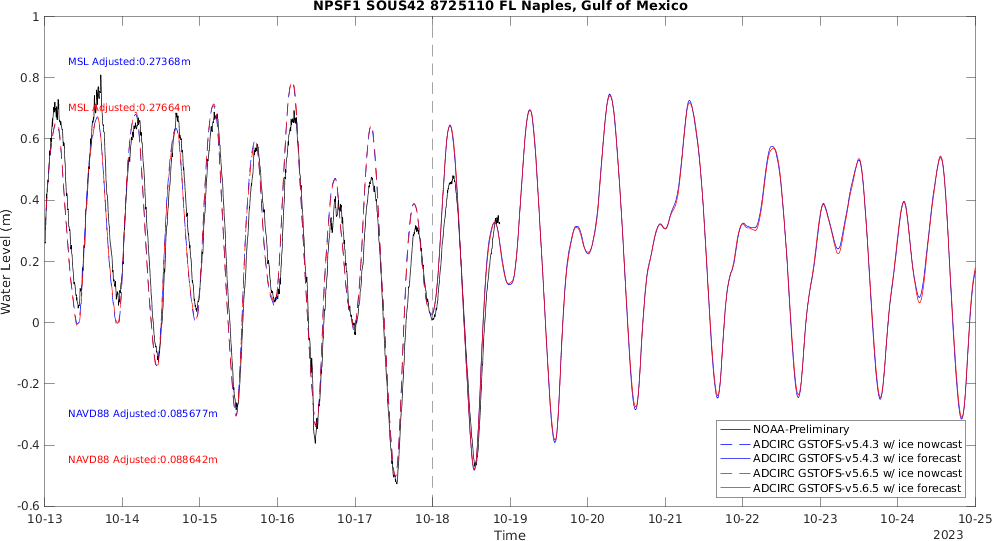 NPSF1 SOUS42 8725110 FL Naples, Gulf of Mexico
1
0.8
0.6
0.4
0.2
0
-0.2
-0.4
-0.6
Water Level (m)
MSL Adjusted:0.27368m
MSL Adjusted:0.27664m
NAVD88 Adjusted:0.085677m
NAVD88 Adjusted:0.088642m
NOAA-Preliminary
ADCIRC GSTOFS-v5.4.3 w/ ice nowcast
ADCIRC GSTOFS-v5.4.3 w/ ice forecast
ADCIRC GSTOFS-v5.6.5 w/ ice nowcast
ADCIRC GSTOFS-v5.6.5 w/ ice forecast
10-13 10-14 10-15 10-16 10-17 10-18 10-19 10-20 10-21 10-22 10-23 10-24 10-25
Time
2023